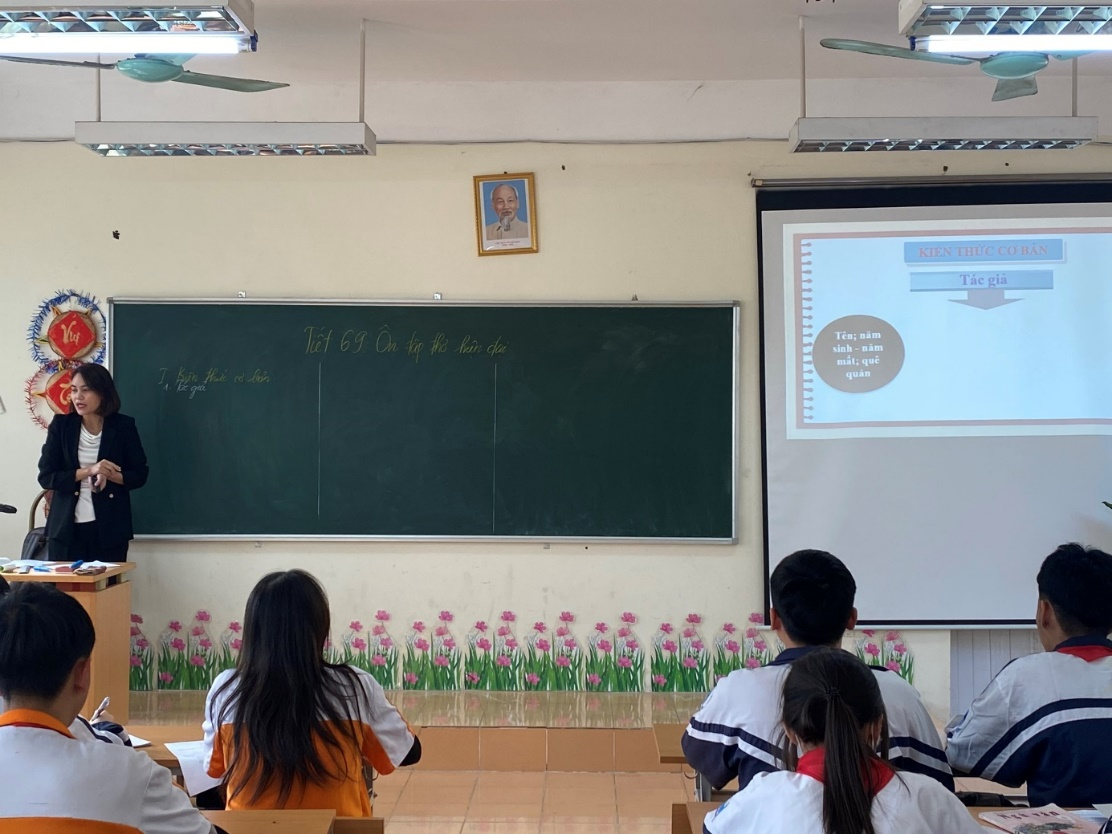 Tiết 69 Ôn tập thơ hiện đại
I. Kiến thức cơ bản
1. Tác giả
KIẾN THỨC CƠ BẢN
Tác giả
Tên; năm
sinh - năm
mất; quê
quán